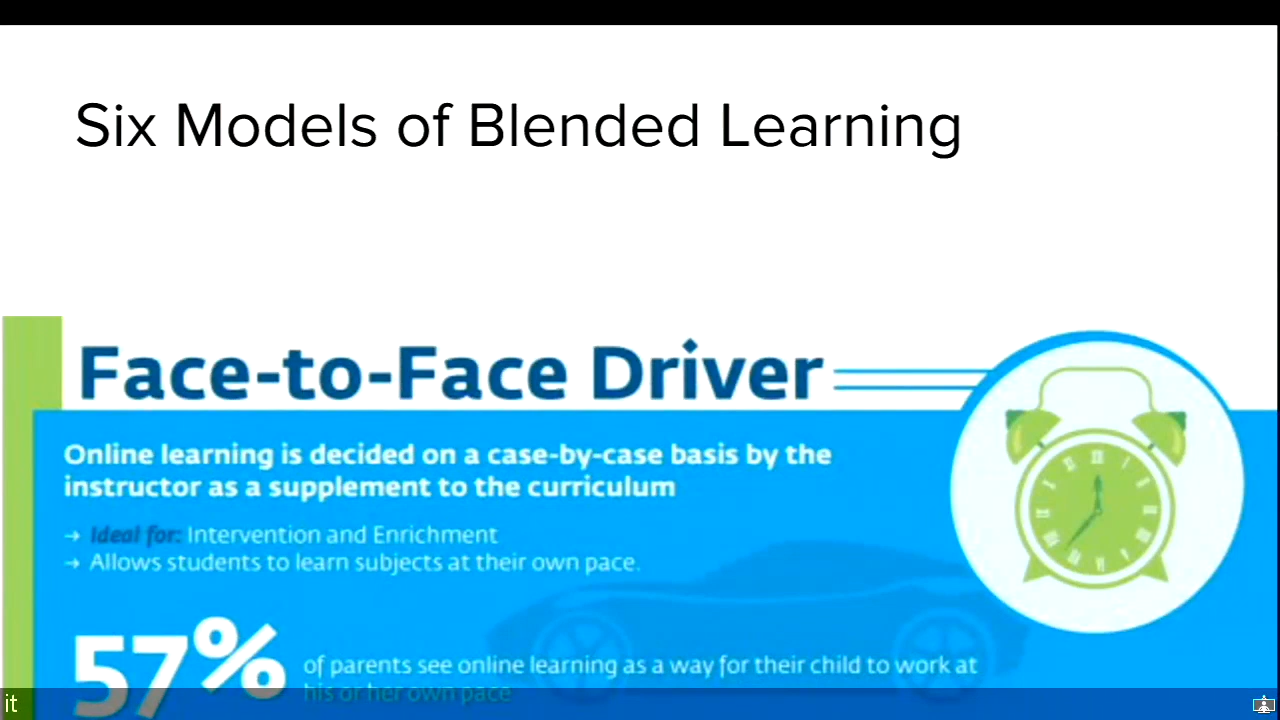 Six Models of Blended Learning
Face-to-Face Driver
Online learning is decided on a case-by-case basis by the
instructor as a supplement to the curriculum
→ Ideal for: Intervention and Enrichment
→ Allows students to learn subjects at their own pace.
57%
of parents see online learning as a way for their child to work at
his or her own pace
it